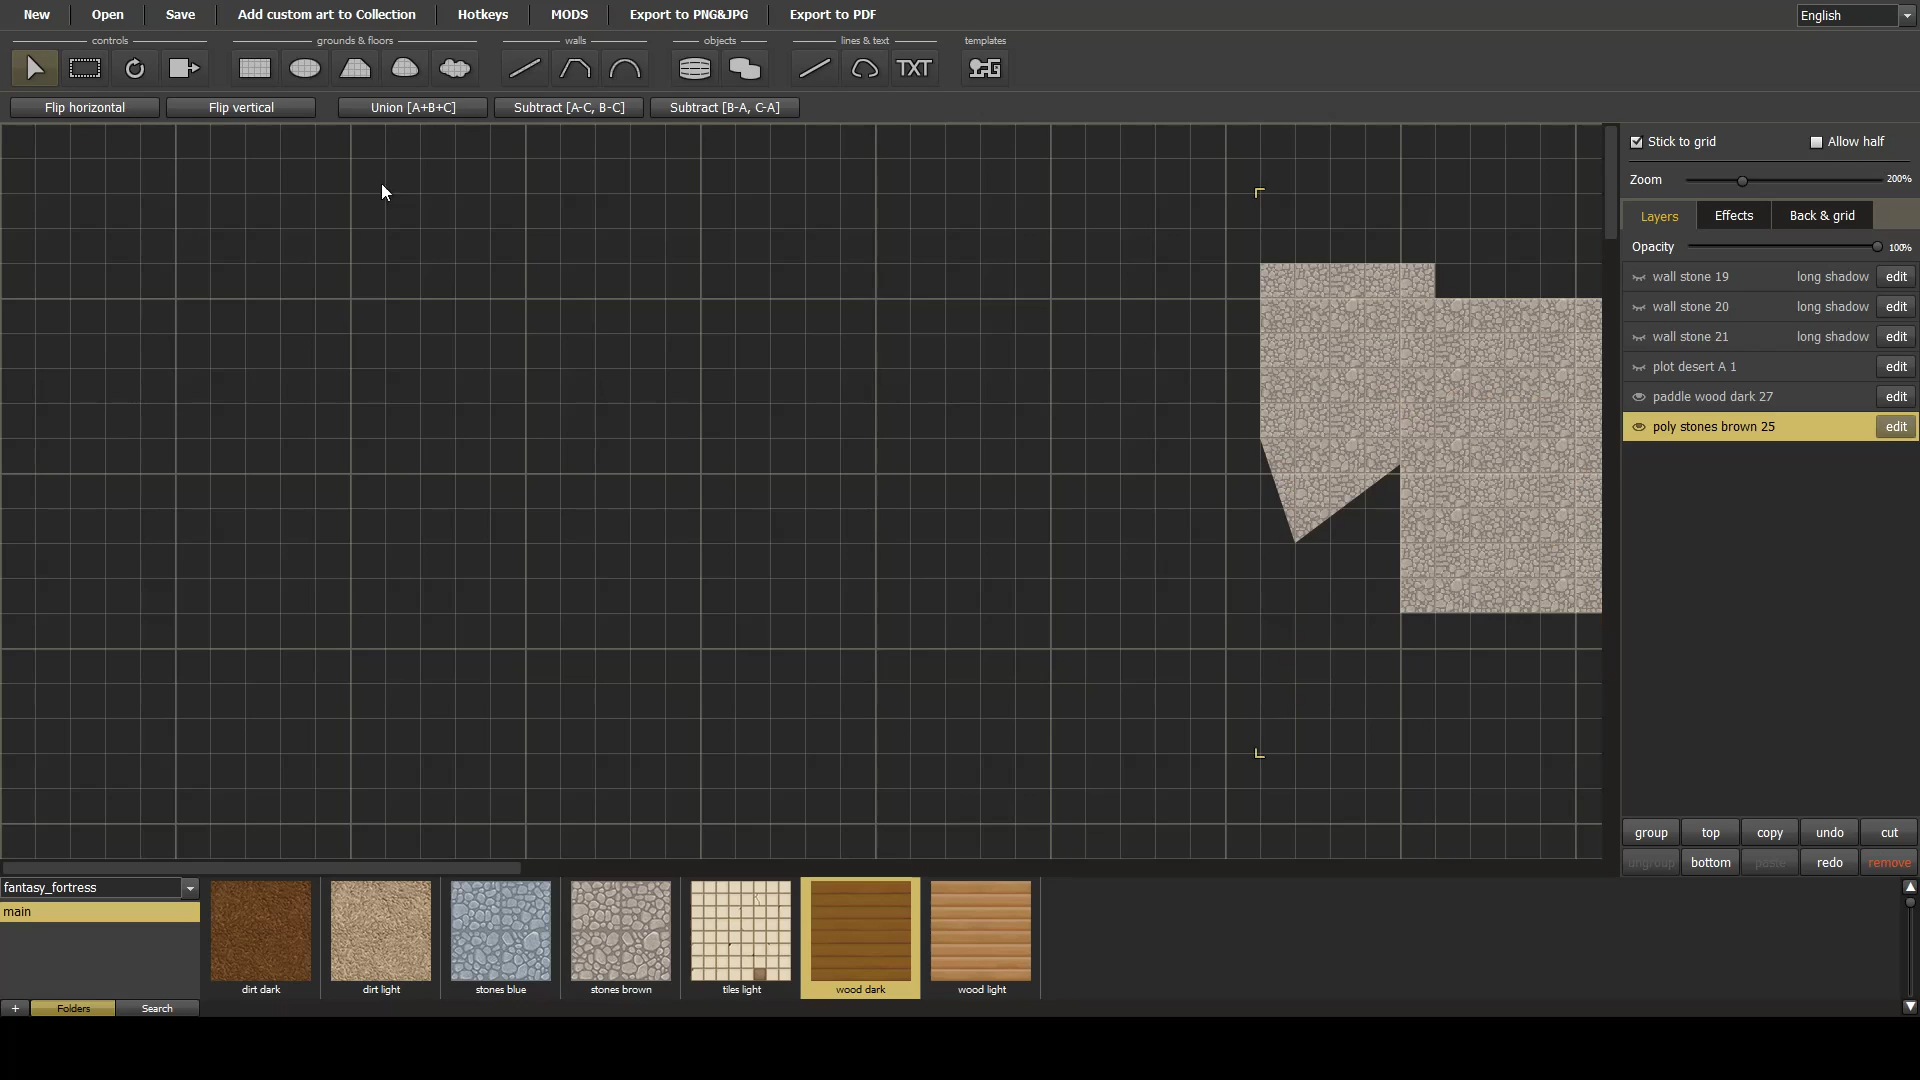 New Open Save Add custom art to Collection Hotkeys MODS Export to PNG&JPG Export to PDF English
controls grounds & floors walls objects lines & text templates
TXT
Flip horizontal Flip vertical Union [A+B+C] Subtract [A-C, B-C] Subtract [B-A, C-A]
Stick to grid Allow half
Zoom 200%
Layers Effects Back & grid
Opacity 100%
wall stone 19 long shadow edit
wall stone 20 long shadow edit
wall stone 21 long shadow edit
plot desert A 1 edit
paddle wood dark 27 edit
poly stones brown 25 edit
group top copy undo cut
ungroup bottom paste redo remove
fantasy_fortress
main
dirt dark dirt light stones blue stones brown tiles light wood dark wood light
+ Folders Search